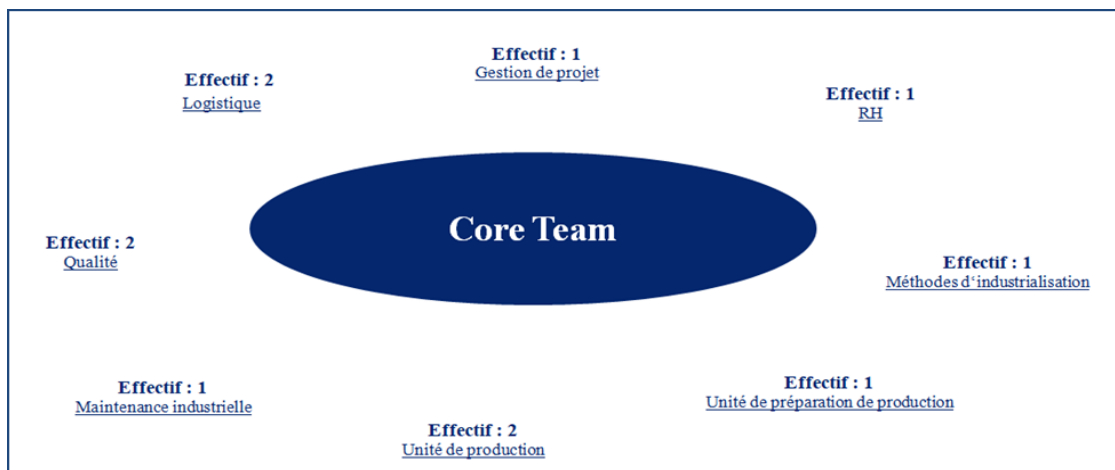 Effectif : 1
Gestion de projet
Effectif : 2
Logistique
Effectif : 1
RH
Core Team
Effectif : 2
Qualité
Effectif : 1
Méthodes d‘industrialisation
Effectif : 1
Maintenance industrielle
Effectif : 1
Unité de préparation de production
Effectif : 2
Unité de production